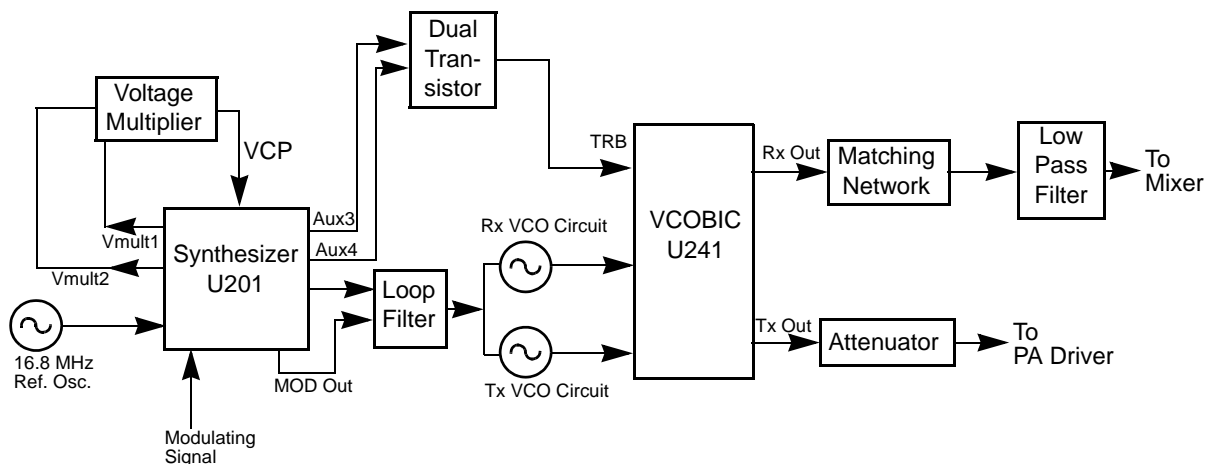 Dual
Tran-
sistor
Voltage
Multiplier
VCP
TRB
Rx Out
Matching
Network
Low
Pass
Filter
To
Mixer
Vmult1
Vmult2
Synthesizer
U201
Aux3
Aux4
Rx VCO Circuit
VCOBIC
U241
Loop
Filter
Tx VCO Circuit
Tx Out
Attenuator
To
PA Driver
16.8 MHz
Ref. Osc.
MOD Out
Modulating
Signal